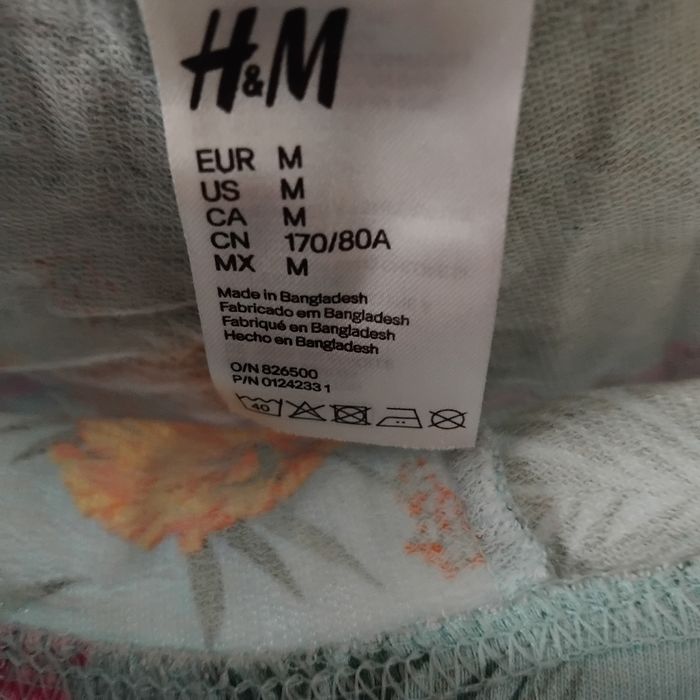 H&M
EUR M
US M
CA M
CN 170/80A
MX M
Made in Bangladesh
Fabricado em Bangladesh
Fabriqué en Bangladesh
Hecho en Bangladesh
O/N 826500
P/N 01242331
40